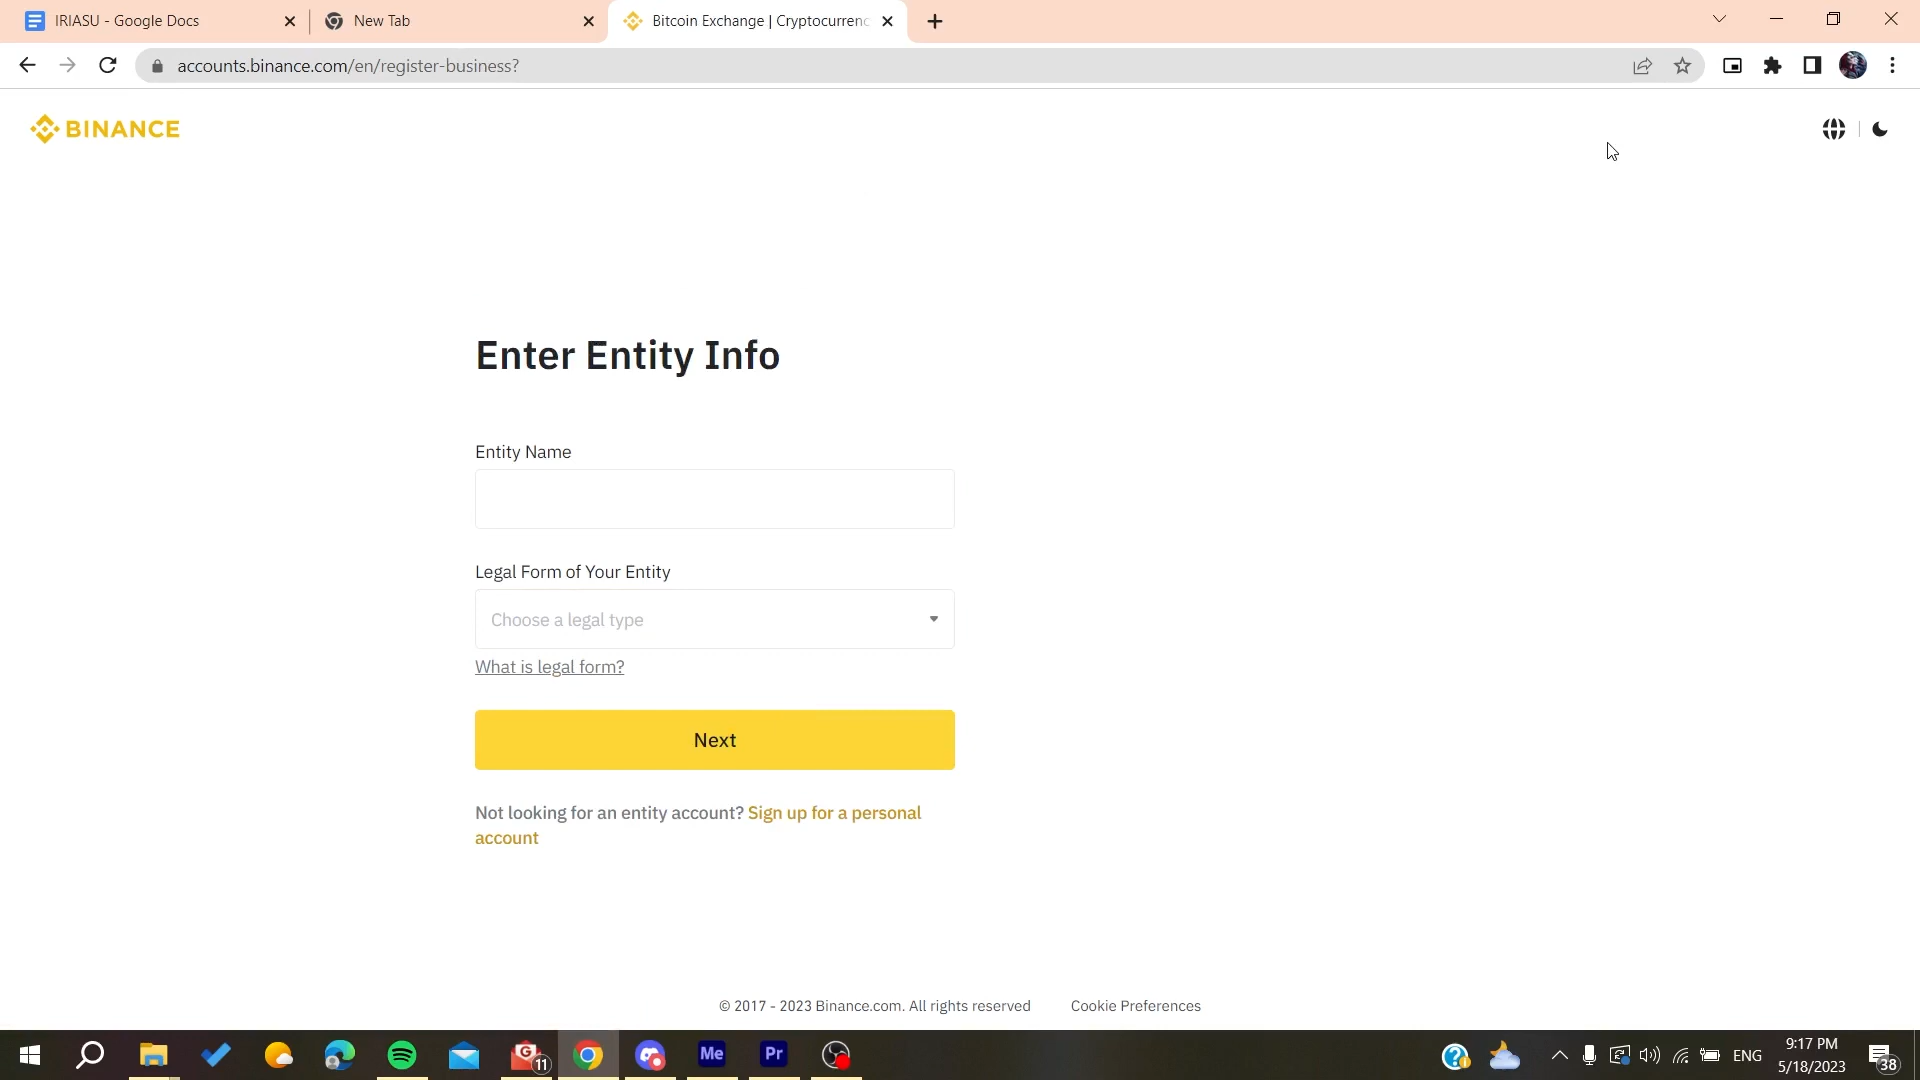 IRIASU - Google Docs
New Tab
Bitcoin Exchange | Cryptocurrenc
accounts.binance.com/en/register-business?
BINANCE
Enter Entity Info
Entity Name
Legal Form of Your Entity
Choose a legal type
What is legal form?
Next
Not looking for an entity account? Sign up for a personal
account
© 2017 - 2023 Binance.com. All rights reserved
Cookie Preferences
G
11
Me
Pr
ENG
9:17 PM
5/18/2023
38